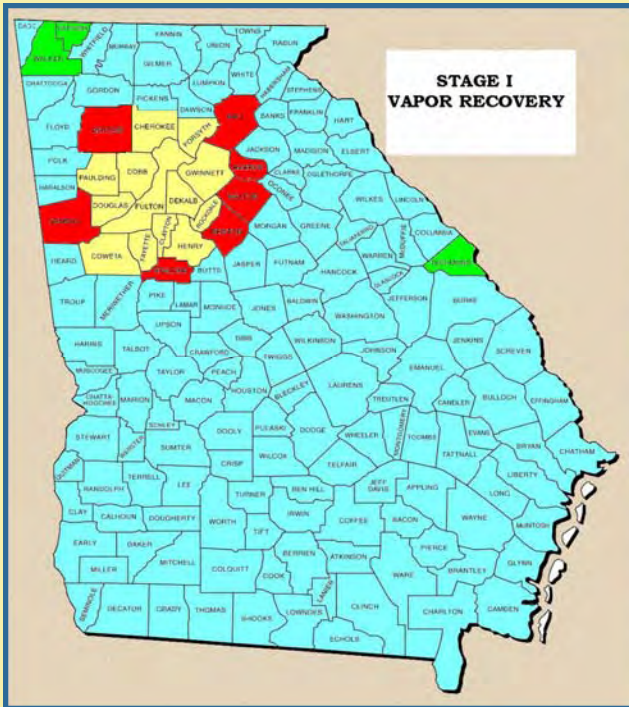 STAGE I
VAPOR RECOVERY
TOWNS
RABUN
FANNIN
UNION
MURRAY
WHITFIELD
GILMER
WHITE
HABERSHAM
LUMPKIN
STEPHENS
WALKER
CHATTOOGA
GORDON
PICKENS
DAWSON
BANKS
FRANKLIN
HART
FLOYD
CHEROKEE
FORSYTH
JACKSON
MADISON
ELBERT
POLK
PAULDING
COBB
GWINNETT
CLARKE
OGLETHORPE
OCONEE
HARALSON
DOUGLAS
FULTON
DEKALB
ROCKDALE
WILKES
LINCOLN
COLUMBIA
MCDUFFIE
MORGAN
GREENE
TALIAFERRO
WARREN
HEARD
COWETA
FAYETTE
CLAYTON
HENRY
BUTTS
JASPER
PUTNAM
HANCOCK
GLASCOCK
RICHMOND
TROUP
MERIWETHER
PIKE
LAMAR
MONROE
JONES
BALDWIN
WASHINGTON
JEFFERSON
BURKE
UPSON
HARRIS
TALBOT
CRAWFORD
BIBB
TWIGGS
WILKINSON
JOHNSON
JENKINS
SCREVEN
EMANUEL
MUSCOGEE
TAYLOR
PEACH
HOUSTON
BLECKLEY
LAURENS
TREUTLEN
CANDLER
BULLOCH
EFFINGHAM
CHATTA
HOOCHEE
MARION
MACON
SCHLEY
DOOLY
PULASKI
DODGE
WHEELER
MONTGOMERY
TOOMBS
EVANS
TATTNALL
BRYAN
CHATHAM
STEWART
WEBSTER
SUMTER
WILCOX
TELFAIR
LIBERTY
QUITMAN
CRISP
RANDOLPH
TERRELL
LEE
TURNER
BEN HILL
JEFF
DAVIS
APPLING
LONG
CLAY
CALHOUN
DOUGHERTY
WORTH
TIFT
IRWIN
COFFEE
BACON
WAYNE
MCINTOSH
EARLY
BAKER
MITCHELL
COLQUITT
COOK
BERRIEN
ATKINSON
PIERCE
WARE
BRANTLEY
GLYNN
MILLER
LANIER
SEMINOLE
DECATUR
GRADY
THOMAS
BROOKS
LOWNDES
CLINCH
CHARLTON
CAMDEN
ECHOLS